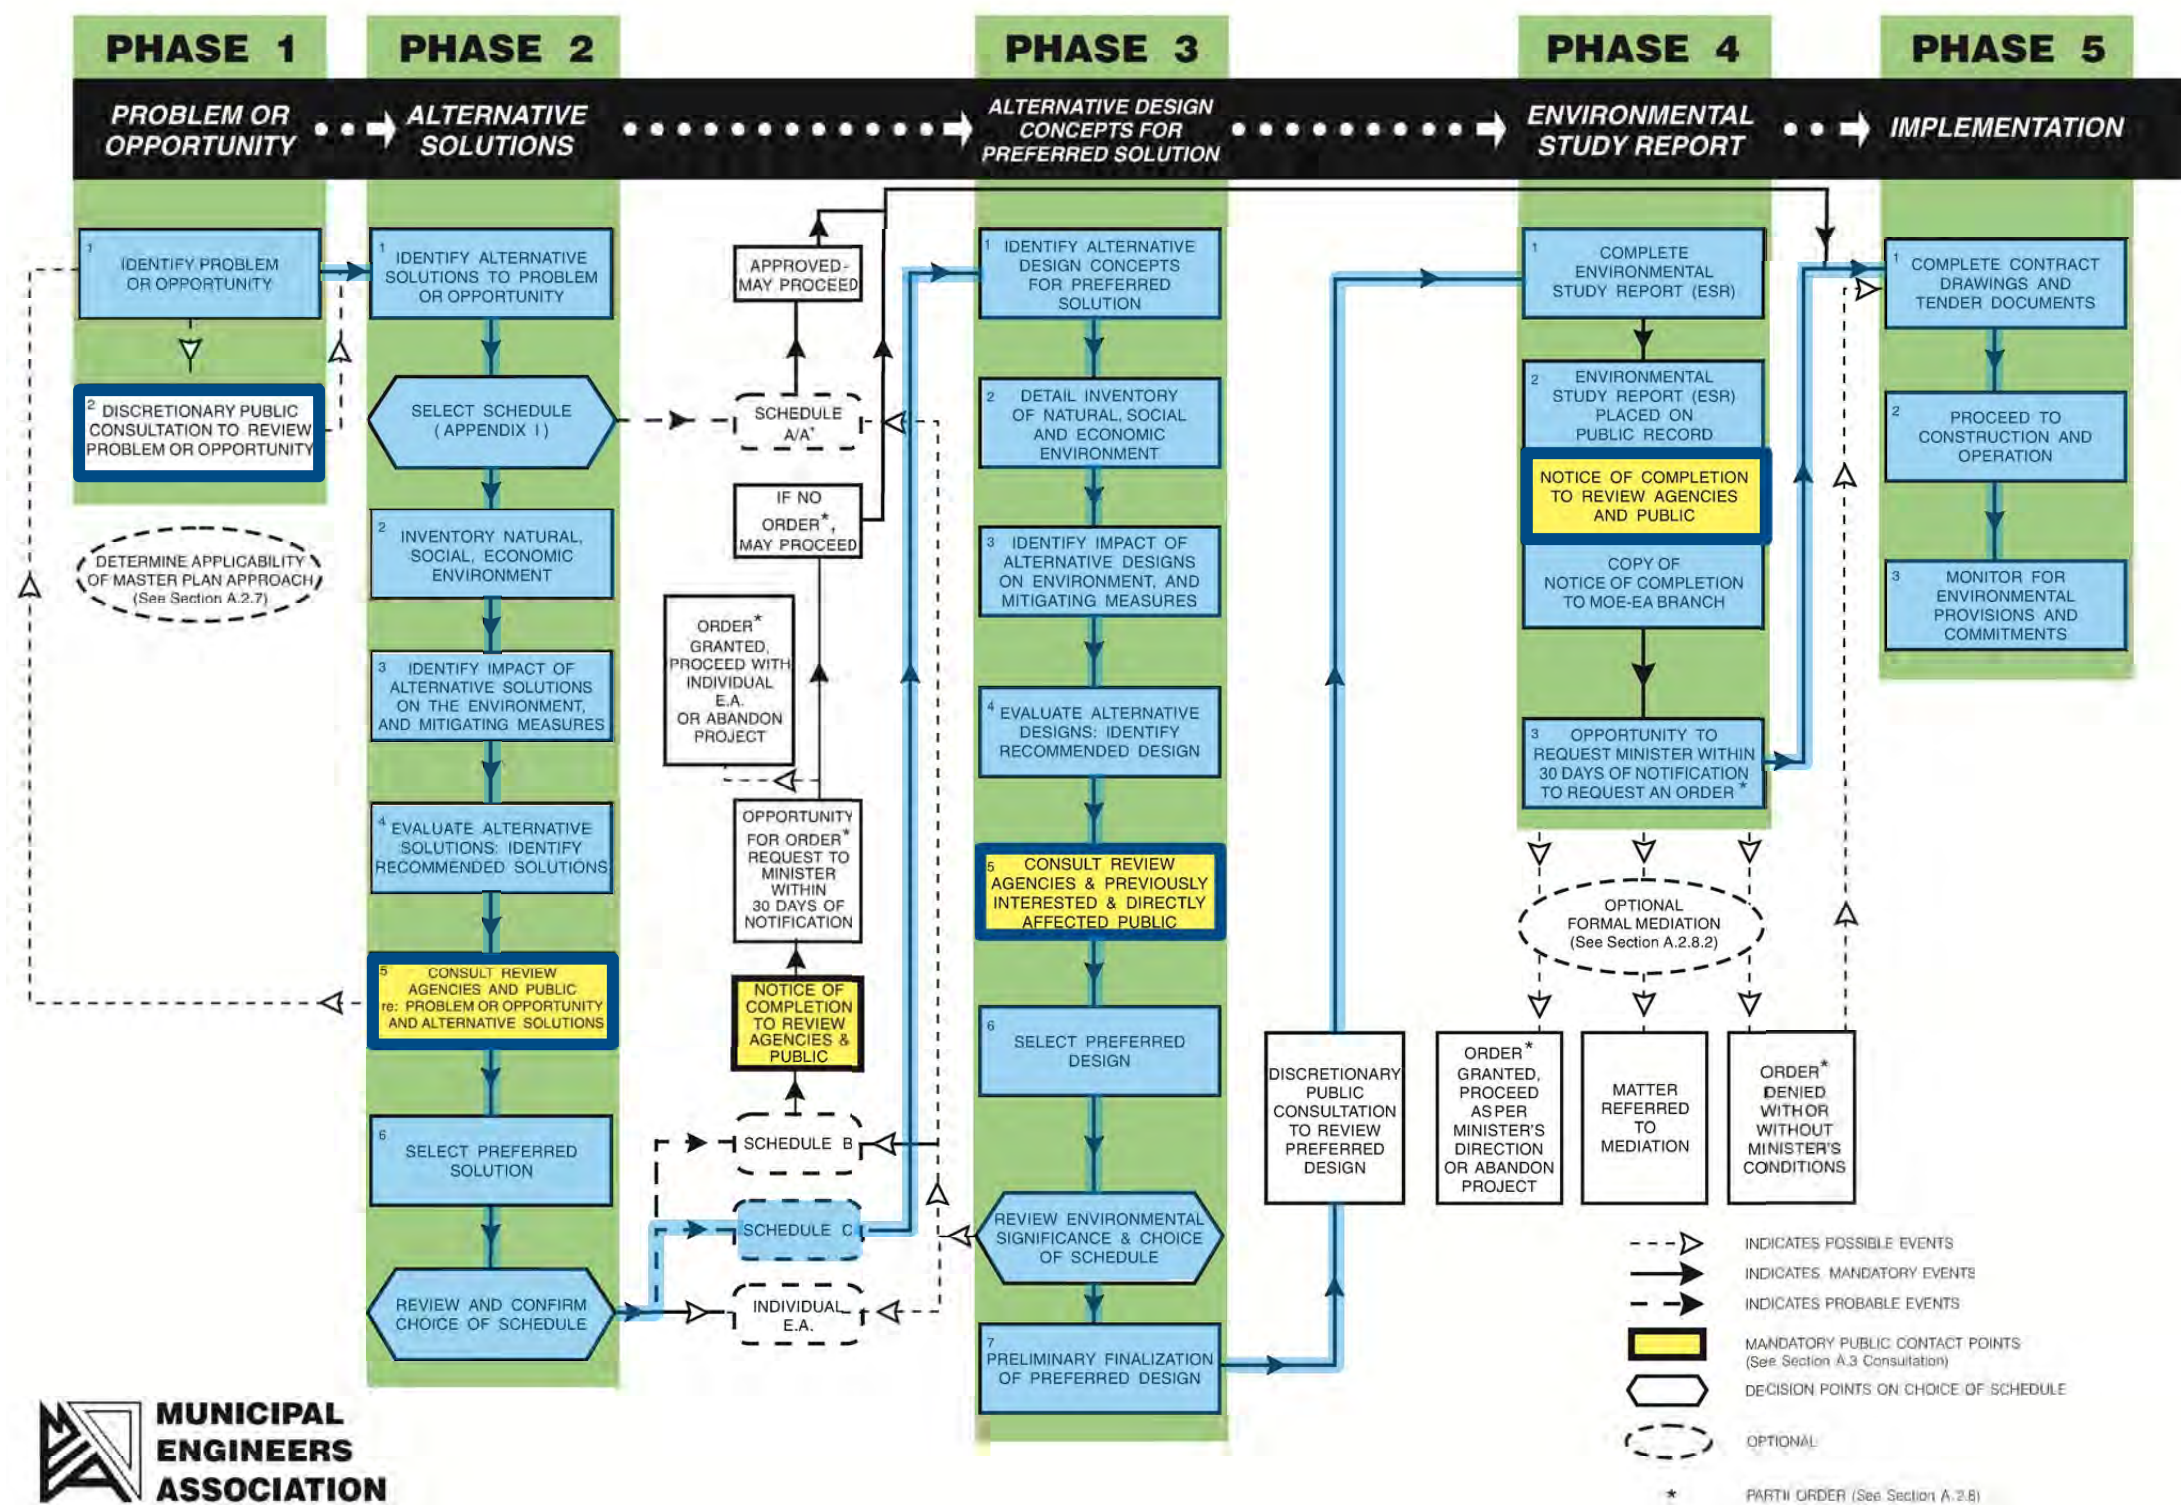 PHASE 1
PHASE 2
PHASE 3
PHASE 4
PHASE 5
PROBLEM OR
OPPORTUNITY
ALTERNATIVE
SOLUTIONS
ALTERNATIVE DESIGN
CONCEPTS FOR
PREFERRED SOLUTION
ENVIRONMENTAL
STUDY REPORT
IMPLEMENTATION
1
IDENTIFY PROBLEM
OR OPPORTUNITY
2 DISCRETIONARY PUBLIC
CONSULTATION TO REVIEW
PROBLEM OR OPPORTUNITY
DETERMINE APPLICABILITY
OF MASTER PLAN APPROACH
(See Section A.2.7)
1
IDENTIFY ALTERNATIVE
SOLUTIONS TO PROBLEM
OR OPPORTUNITY
SELECT SCHEDULE
( APPENDIX I )
2
INVENTORY NATURAL,
SOCIAL, ECONOMIC
ENVIRONMENT
3 IDENTIFY IMPACT OF
ALTERNATIVE SOLUTIONS
ON THE ENVIRONMENT,
AND MITIGATING MEASURES
4 EVALUATE ALTERNATIVE
SOLUTIONS: IDENTIFY
RECOMMENDED SOLUTIONS
5 CONSULT REVIEW
AGENCIES AND PUBLIC
re: PROBLEM OR OPPORTUNITY
AND ALTERNATIVE SOLUTIONS
6
SELECT PREFERRED
SOLUTION
REVIEW AND CONFIRM
CHOICE OF SCHEDULE
APPROVED-
MAY PROCEED
SCHEDULE
A/A+
IF NO
ORDER*,
MAY PROCEED
ORDER*
GRANTED,
PROCEED WITH
INDIVIDUAL
E.A.
OR ABANDON
PROJECT
OPPORTUNITY
FOR ORDER*
REQUEST TO
MINISTER
WITHIN
30 DAYS OF
NOTIFICATION
NOTICE OF
COMPLETION
TO REVIEW
AGENCIES &
PUBLIC
SCHEDULE B
SCHEDULE C
INDIVIDUAL
E.A.
1 IDENTIFY ALTERNATIVE
DESIGN CONCEPTS
FOR PREFERRED
SOLUTION
2 DETAIL INVENTORY
OF NATURAL, SOCIAL
AND ECONOMIC
ENVIRONMENT
3 IDENTIFY IMPACT OF
ALTERNATIVE DESIGNS
ON ENVIRONMENT, AND
MITIGATING MEASURES
4 EVALUATE ALTERNATIVE
DESIGNS: IDENTIFY
RECOMMENDED DESIGN
5 CONSULT REVIEW
AGENCIES & PREVIOUSLY
INTERESTED & DIRECTLY
AFFECTED PUBLIC
6
SELECT PREFERRED
DESIGN
REVIEW ENVIRONMENTAL
SIGNIFICANCE & CHOICE
OF SCHEDULE
7
PRELIMINARY FINALIZATION
OF PREFERRED DESIGN
DISCRETIONARY
PUBLIC
CONSULTATION
TO REVIEW
PREFERRED
DESIGN
1 COMPLETE
ENVIRONMENTAL
STUDY REPORT (ESR)
2 ENVIRONMENTAL
STUDY REPORT (ESR)
PLACED ON
PUBLIC RECORD
NOTICE OF COMPLETION
TO REVIEW AGENCIES
AND PUBLIC
COPY OF
NOTICE OF COMPLETION
TO MOE-EA BRANCH
3 OPPORTUNITY TO
REQUEST MINISTER WITHIN
30 DAYS OF NOTIFICATION
TO REQUEST AN ORDER *
OPTIONAL
FORMAL MEDIATION
(See Section A.2.8.2)
ORDER*
GRANTED,
PROCEED
AS PER
MINISTER'S
DIRECTION
OR ABANDON
PROJECT
MATTER
REFERRED
TO
MEDIATION
ORDER*
DENIED
WITH OR
WITHOUT
MINISTER'S
CONDITIONS
1 COMPLETE CONTRACT
DRAWINGS AND
TENDER DOCUMENTS
2
PROCEED TO
CONSTRUCTION AND
OPERATION
3 MONITOR FOR
ENVIRONMENTAL
PROVISIONS AND
COMMITMENTS
INDICATES POSSIBLE EVENTS
INDICATES MANDATORY EVENTS
INDICATES PROBABLE EVENTS
MANDATORY PUBLIC CONTACT POINTS
(See Section A.3 Consultation)
DECISION POINTS ON CHOICE OF SCHEDULE
OPTIONAL
* PART II ORDER (See Section A.2.8)
MUNICIPAL
ENGINEERS
ASSOCIATION